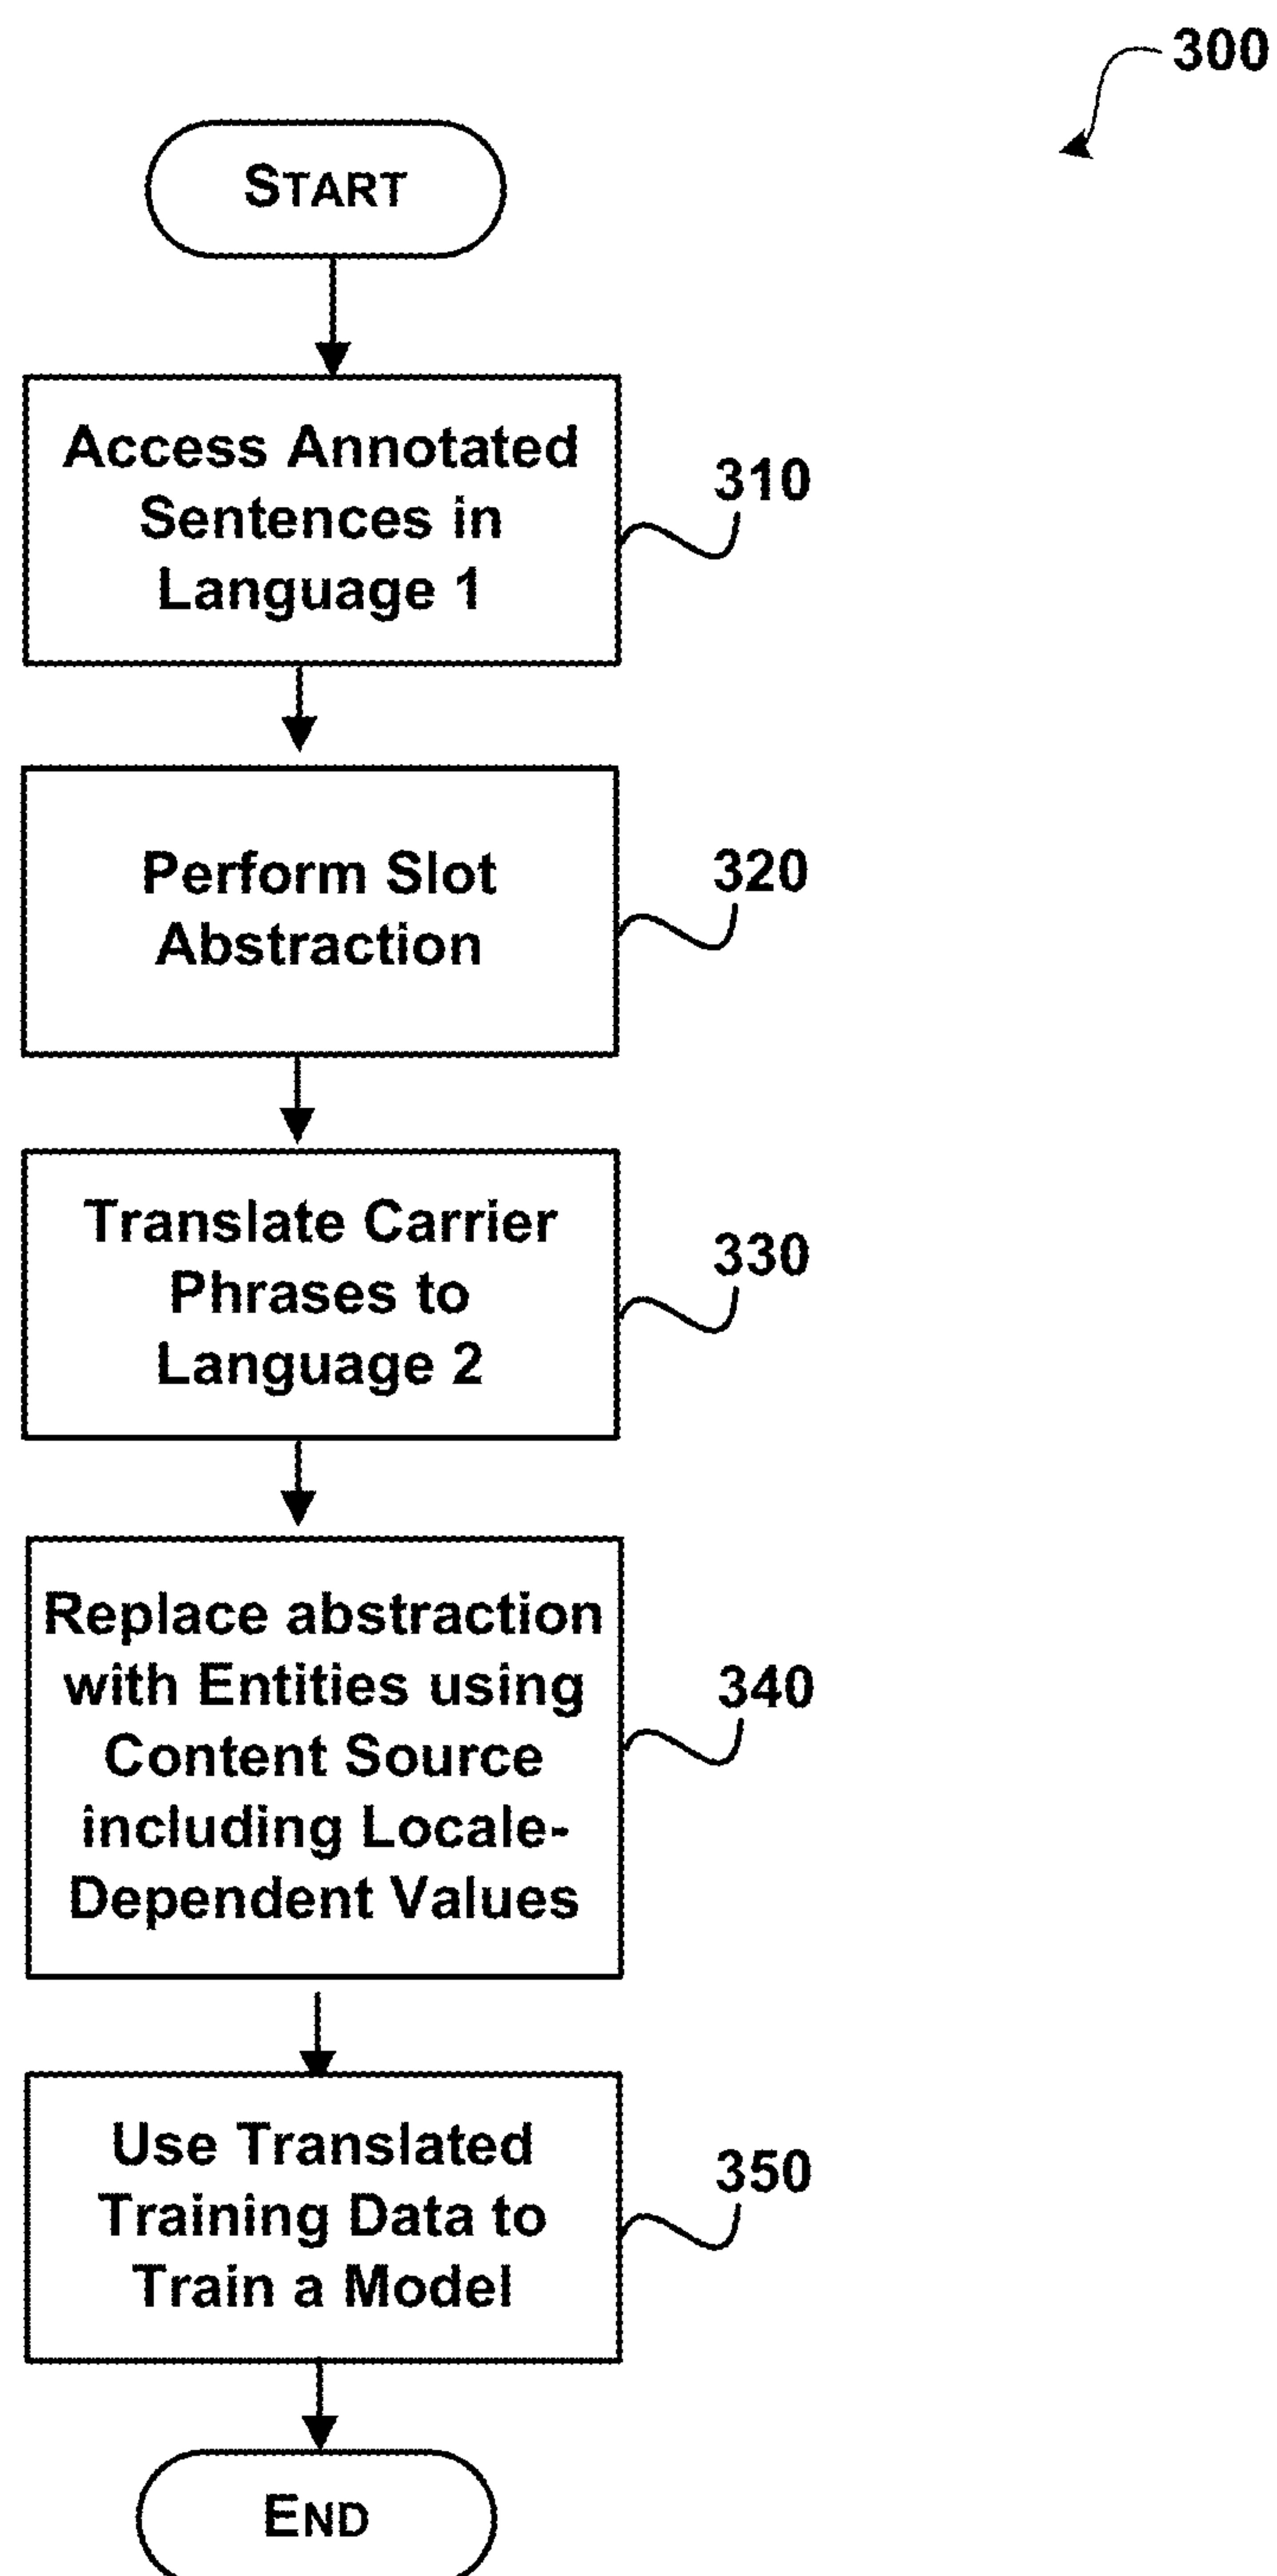 300
START
Access Annotated
Sentences in
Language 1
310
Perform Slot
Abstraction
320
Translate Carrier
Phrases to
Language 2
330
Replace abstraction
with Entities using
Content Source
including Locale-
Dependent Values
340
Use Translated
Training Data to
Train a Model
350
END